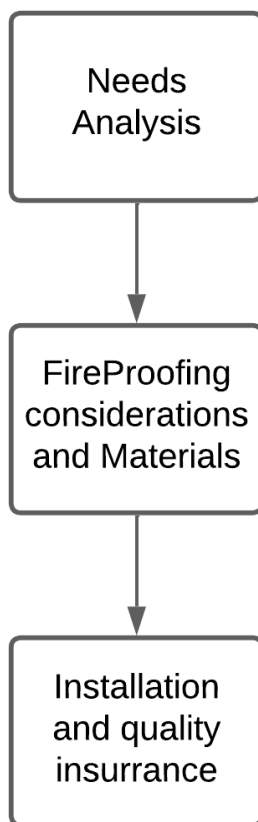 Needs
Analysis
FireProofing
considerations
and Materials
Installation
and quality
insurrance